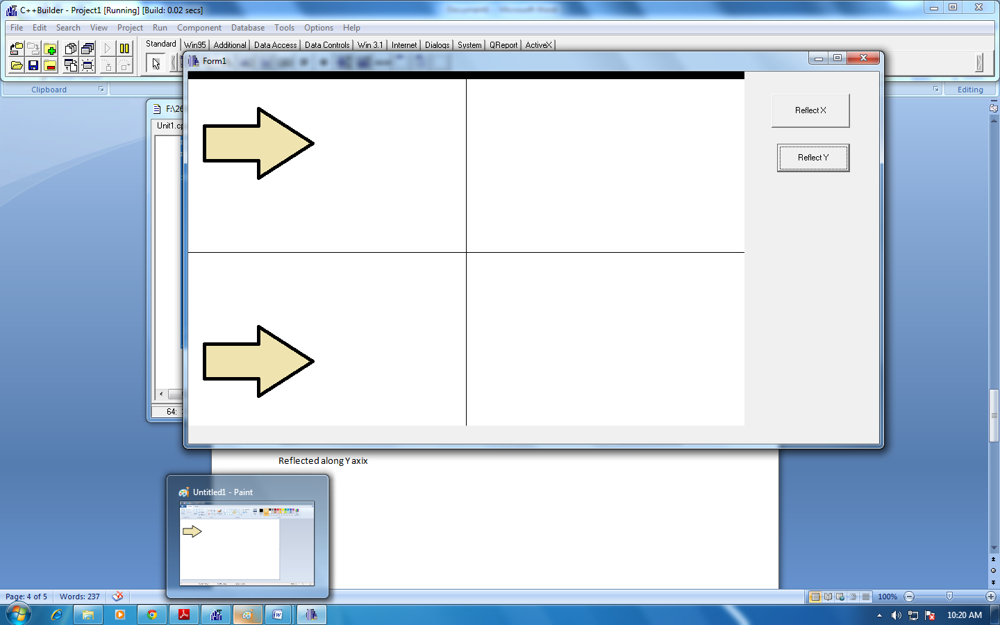 C++Builder - Project1 [Running] [Build: 0.02 secs]
File Edit Search View Project Run Component Database Tools Options Help
Standard Win95 Additional Data Access Data Controls Win 3.1 Internet Dialogs System QReport ActiveX
Form1
Clipboard
Editing
F:\26
Unit1.cp
Reflect X
Reflect Y
64:
Reflected along Y axix
Untitled1 - Paint
Page: 4 of 5 Words: 237
100%
10:20 AM